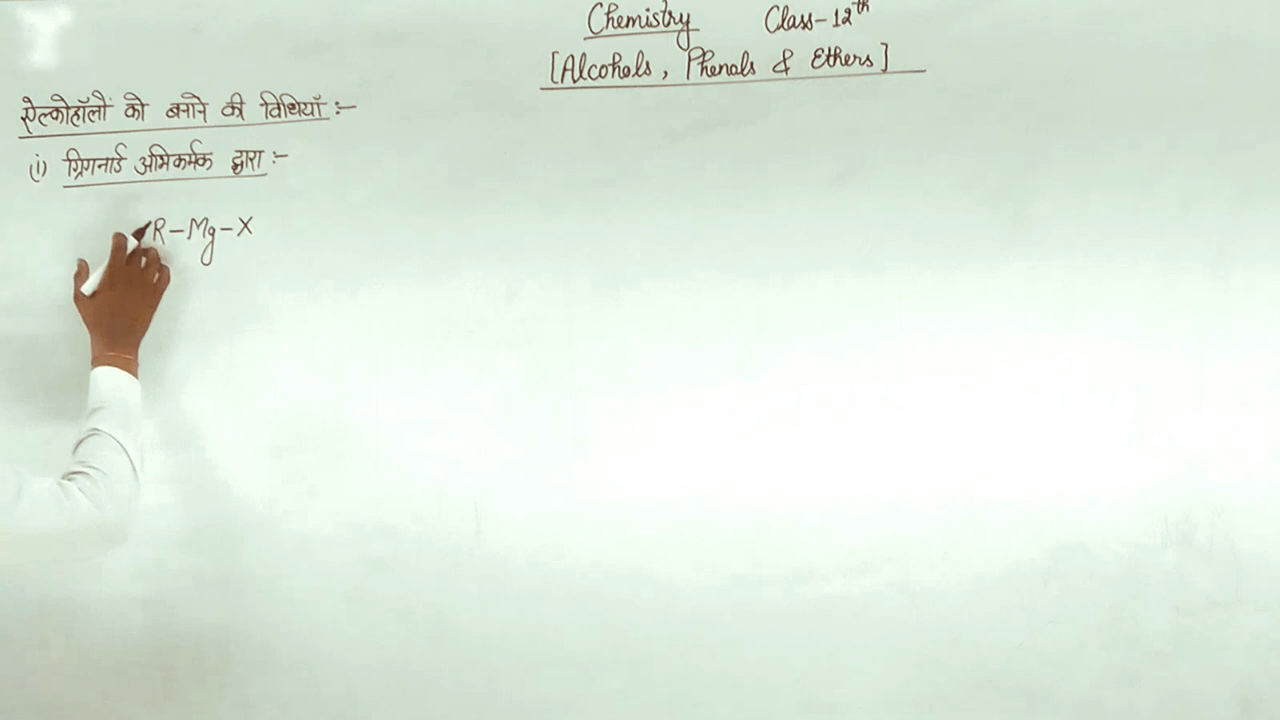 Chemistry Class-12th
[Alcohols, Phenols & Ethers]
ऐल्कोहॉलों को बनाने की विधियाँ :-
(i) ग्रिगनार्ड अभिकर्मक द्वारा :-
R-Mg-X